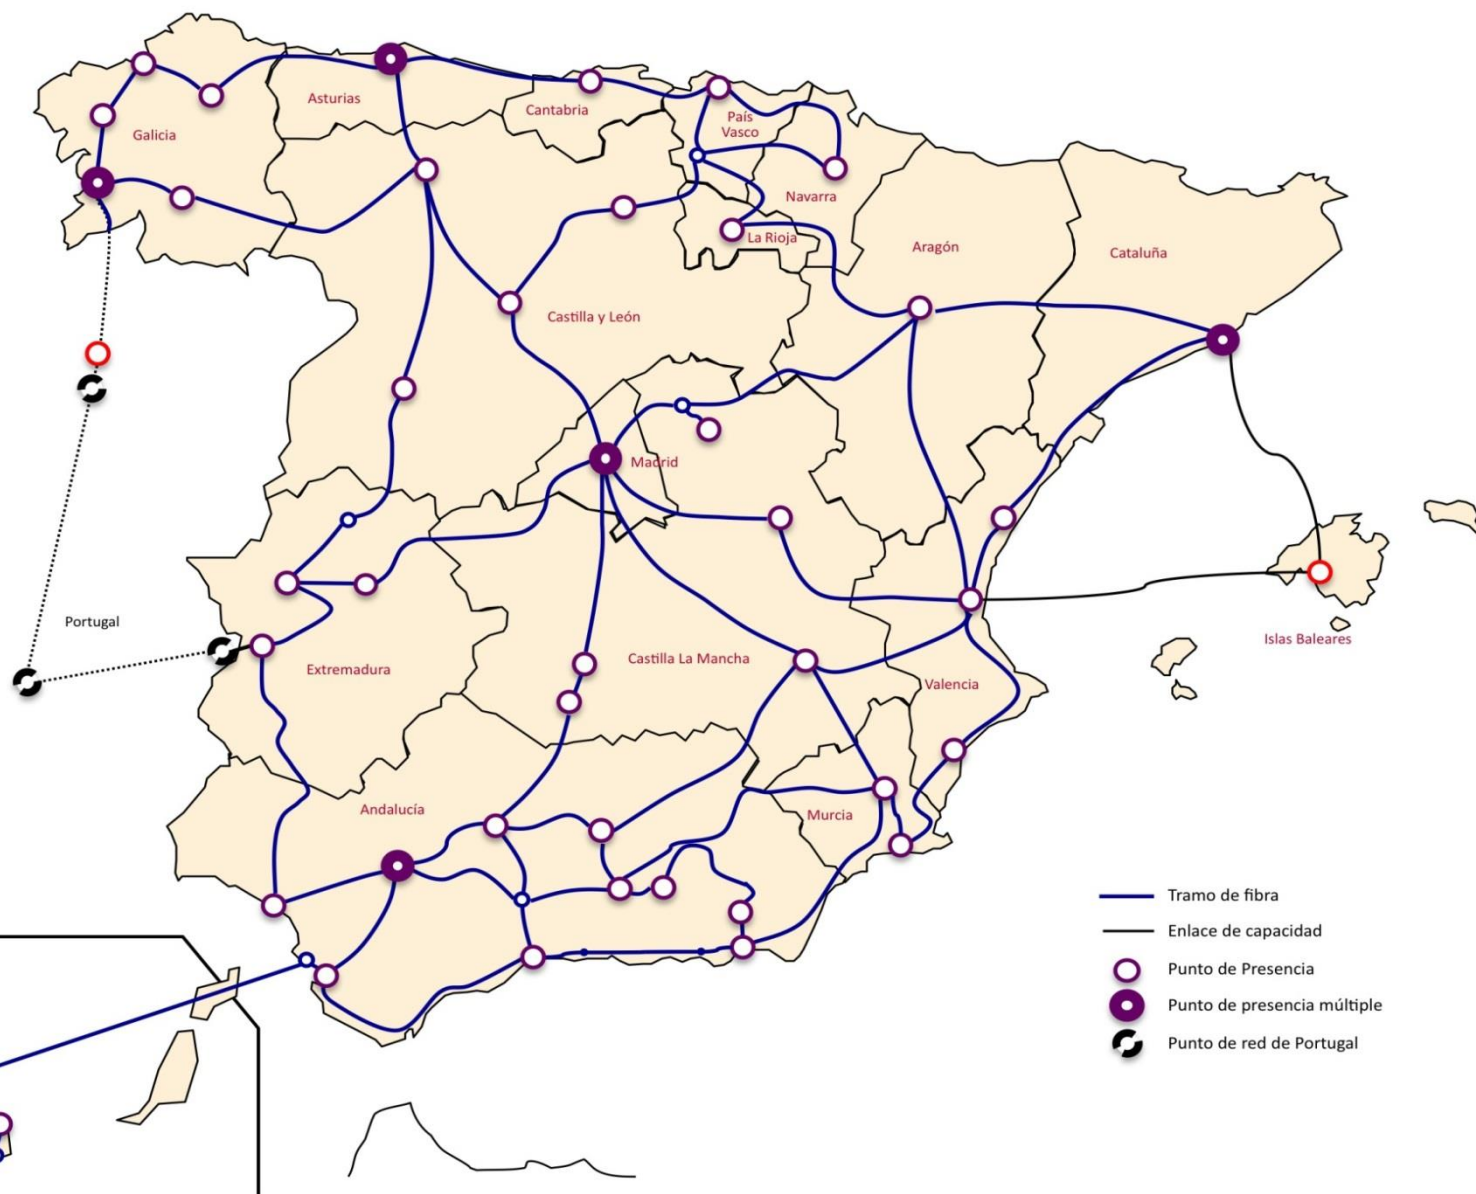 Asturias
Cantabria
País
Vasco
Galicia
Navarra
La Rioja
Aragón
Cataluña
Castilla y León
Madrid
Portugal
Islas Baleares
Extremadura
Castilla La Mancha
Valencia
Andalucía
Murcia
Tramo de fibra
Enlace de capacidad
Punto de Presencia
Punto de presencia múltiple
Punto de red de Portugal